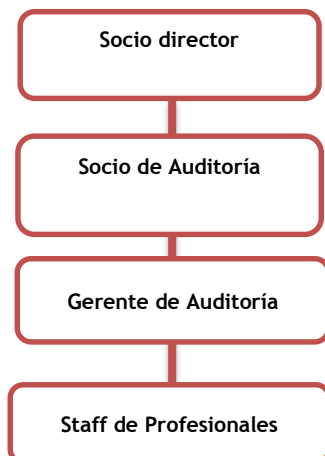 Socio director
Socio de Auditoría
Gerente de Auditoría
Staff de Profesionales